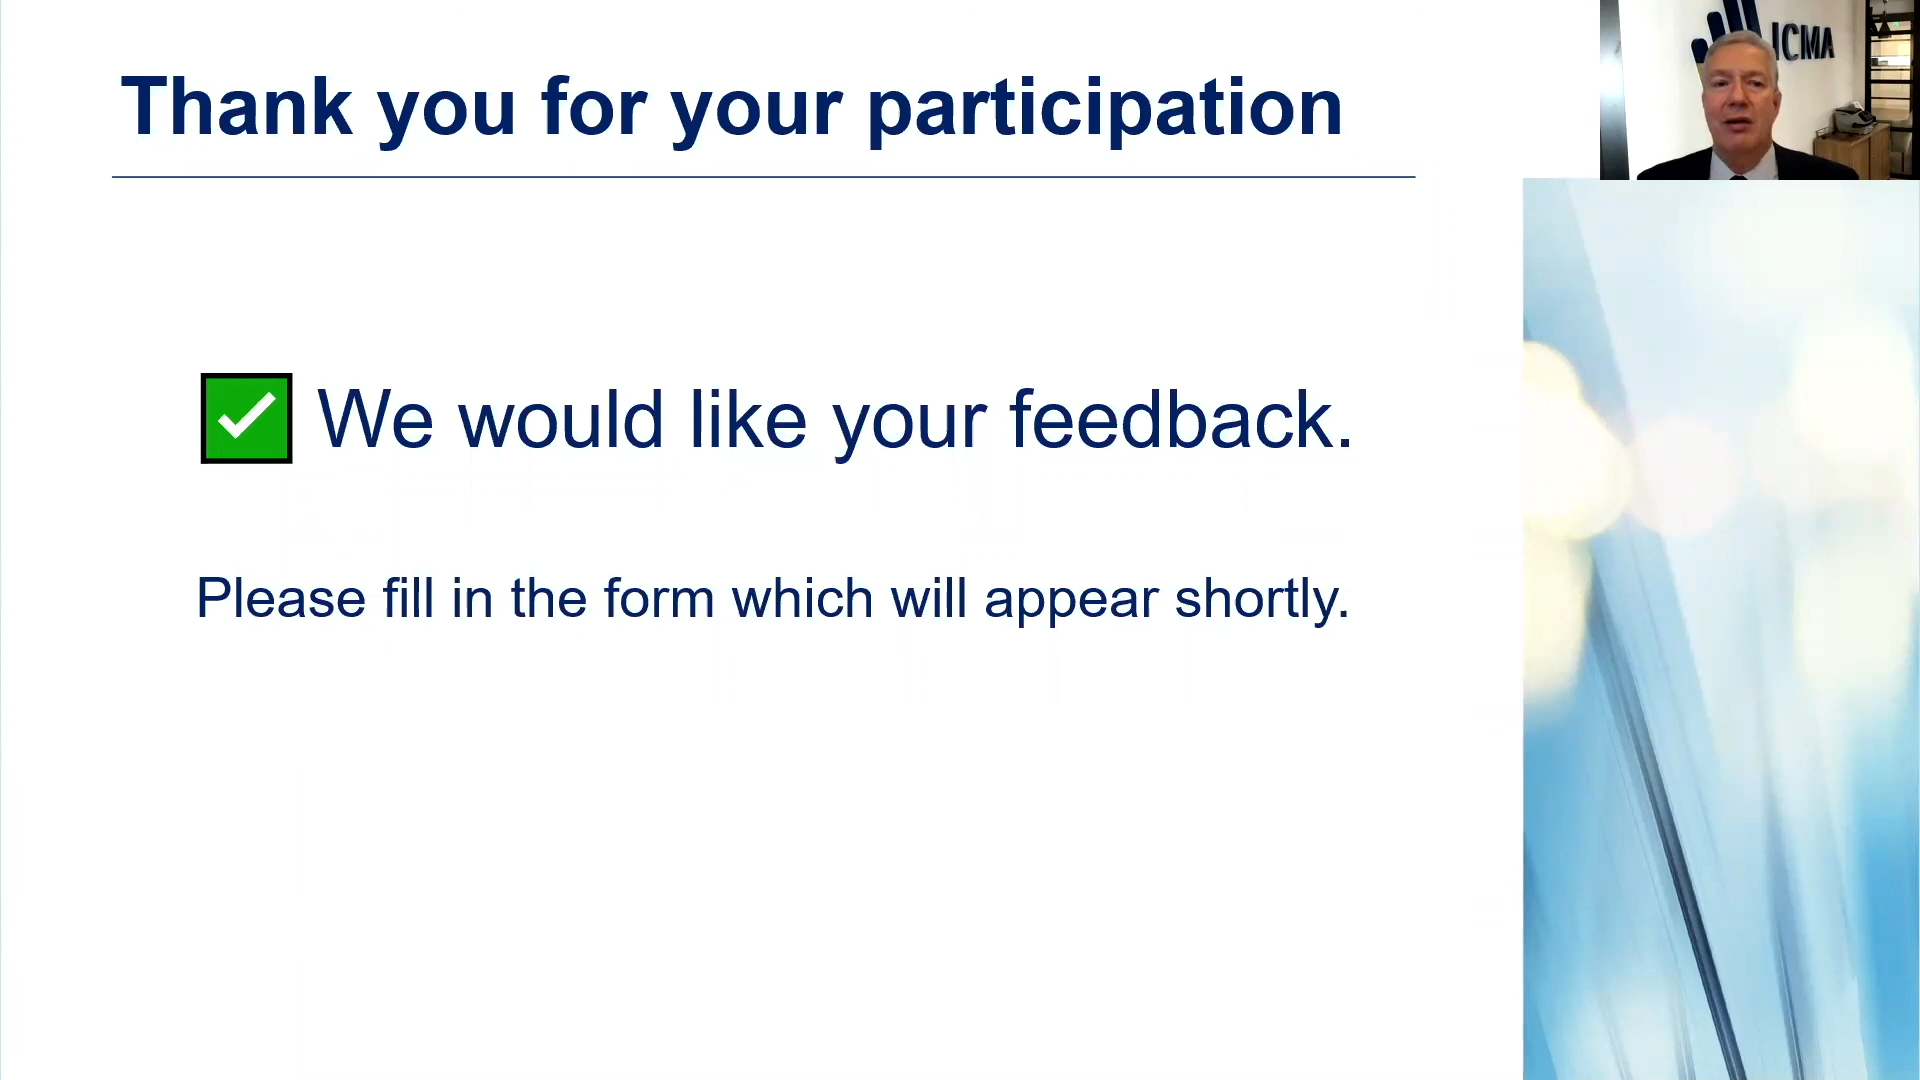 Thank you for your participation
ICMA
We would like your feedback.
Please fill in the form which will appear shortly.